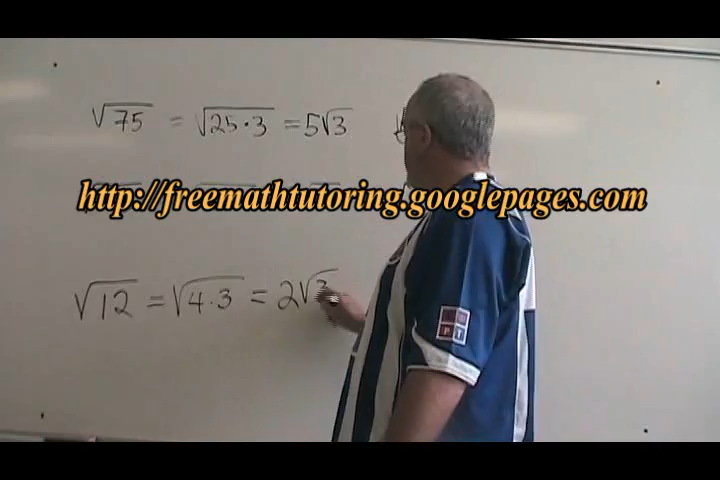 √75 = √25·3 = 5√3
http://freemathtutoring.googlepages.com
√12 = √4·3 = 2√3